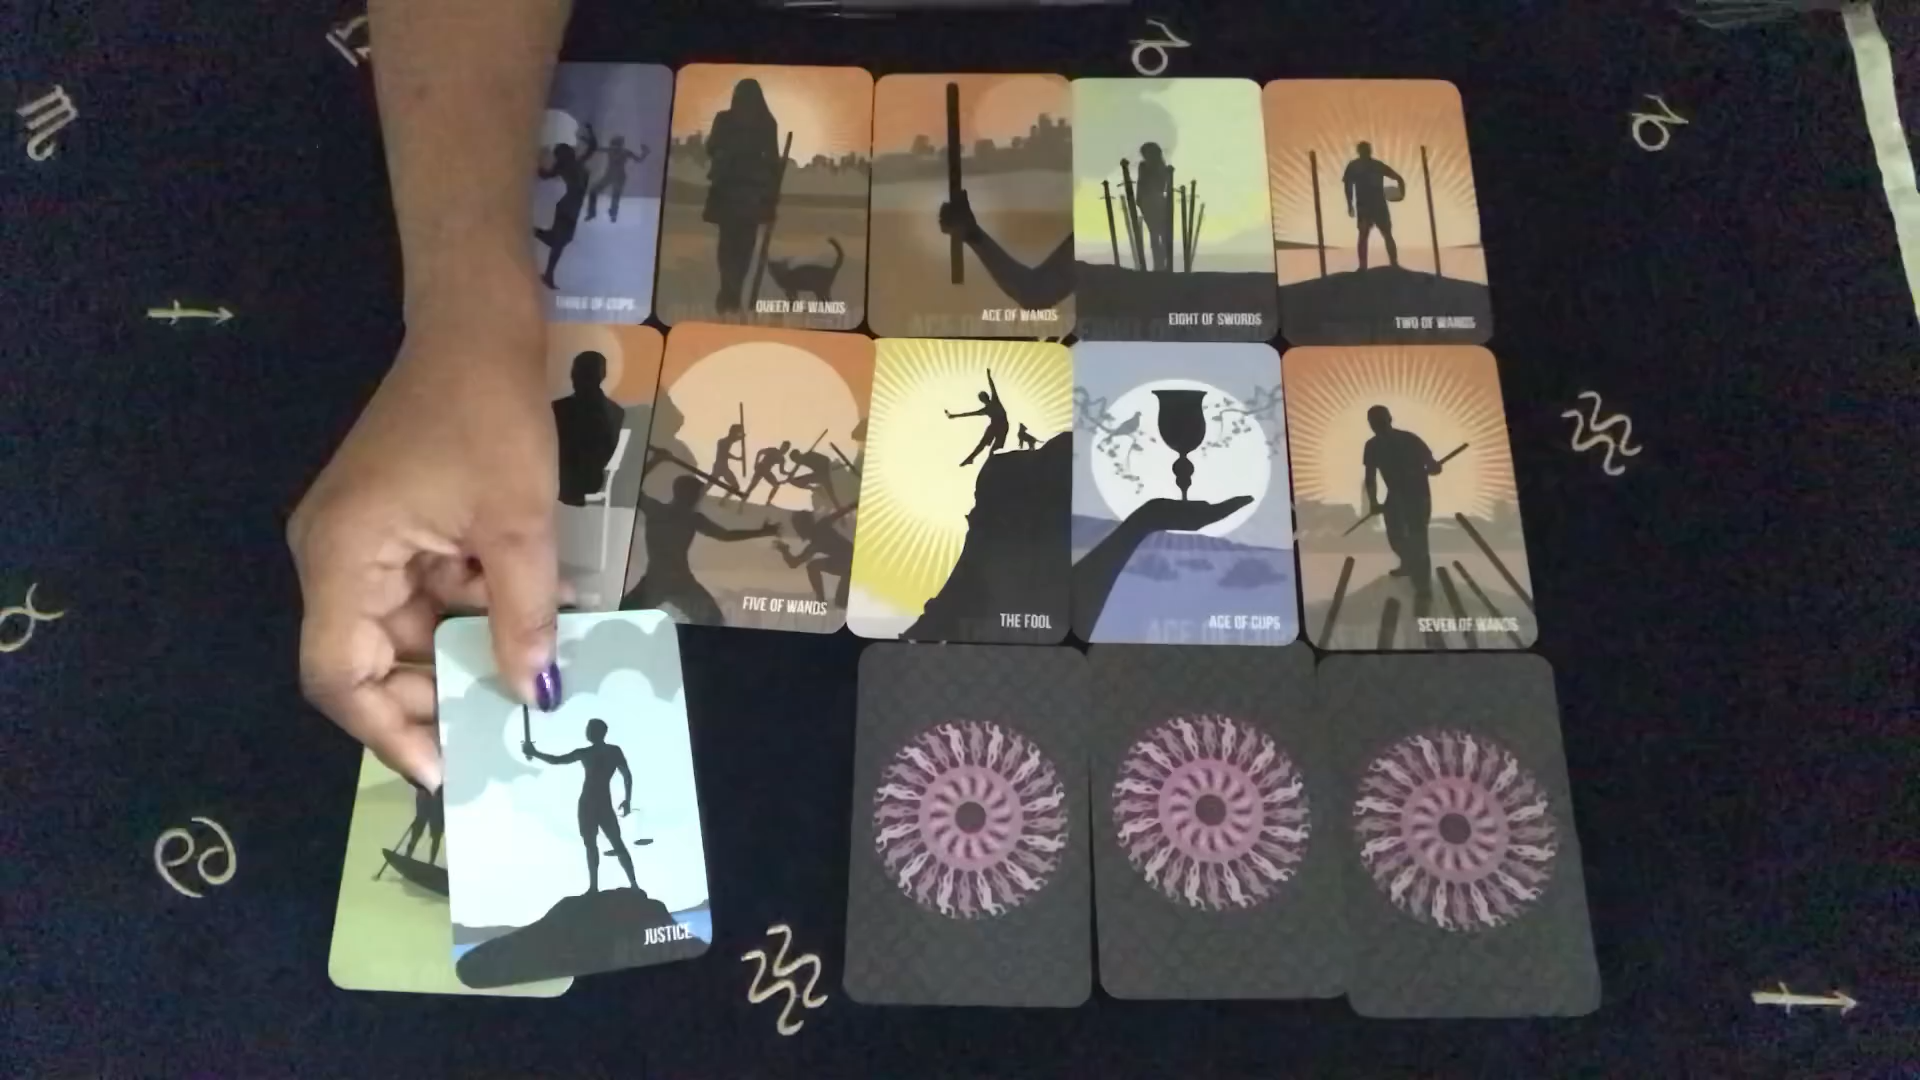 THREE OF CUPS
QUEEN OF WANDS
ACE OF WANDS
EIGHT OF SWORDS
TWO OF WANDS
FIVE OF WANDS
THE FOOL
ACE OF CUPS
SEVEN OF WANDS
JUSTICE